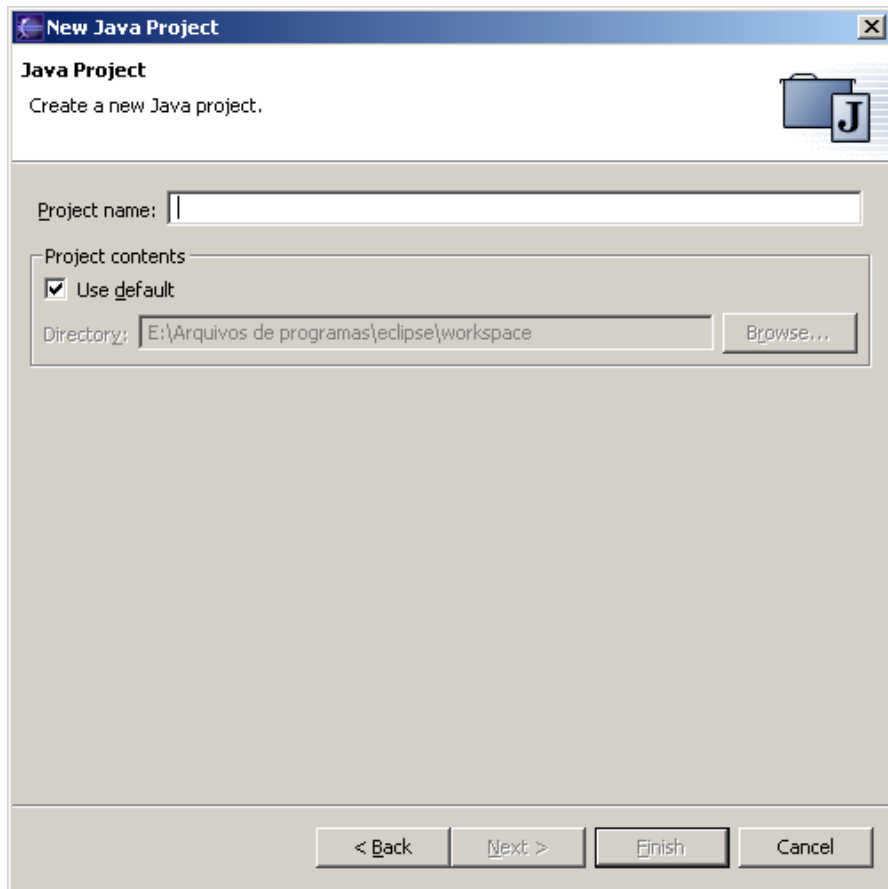 New Java Project
Java Project
Create a new Java project.
J
Project name:
Project contents
Use default
Directory: E:\Arquivos de programas\eclipse\workspace Browse...
< Back Next > Finish Cancel